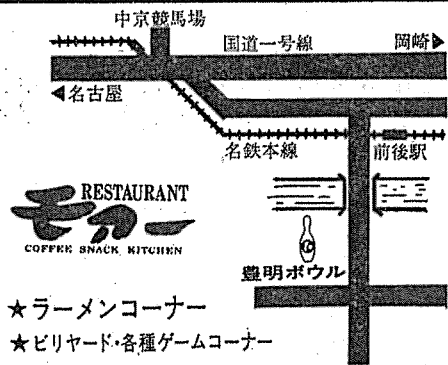 中京競馬場
国道一号線
岡崎▶
◀名古屋
名鉄本線
前後駅
RESTAURANT
モカー
COFFEE SNACK KITCHEN
豊明ボウル
★ラーメンコーナー
★ビリヤード・各種ゲームコーナー